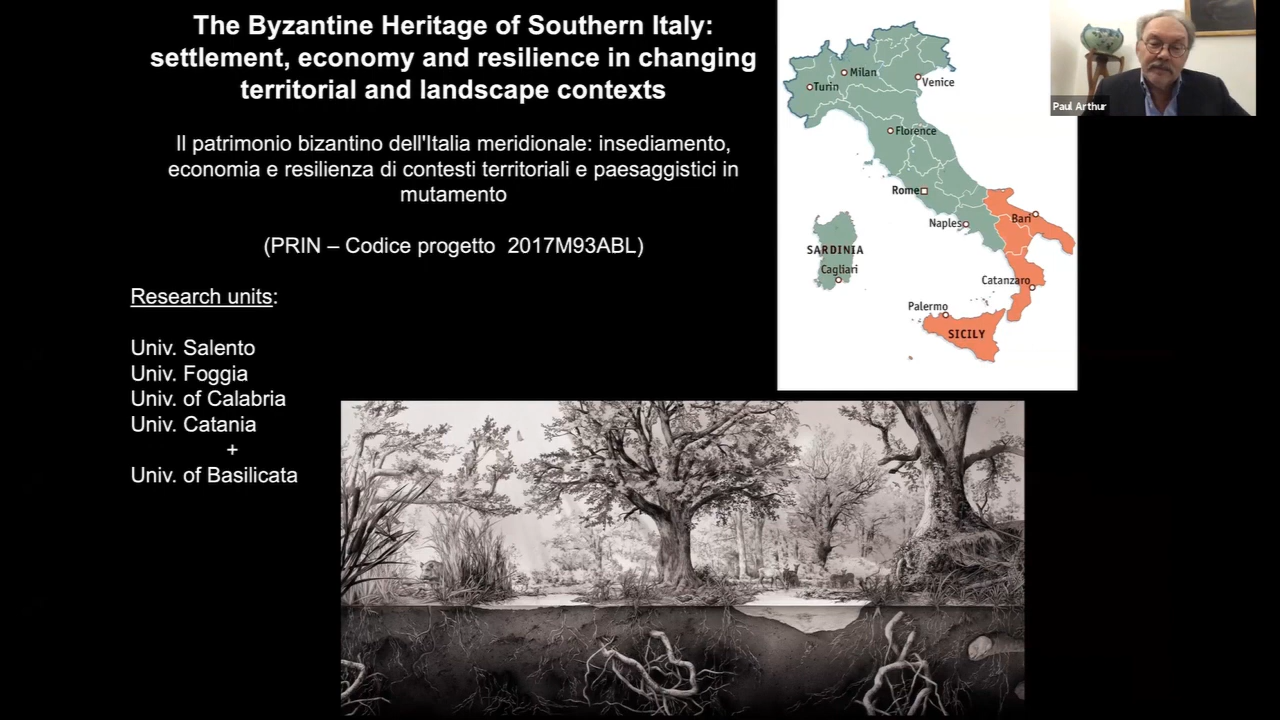 The Byzantine Heritage of Southern Italy:
settlement, economy and resilience in changing
territorial and landscape contexts
Il patrimonio bizantino dell'Italia meridionale: insediamento,
economia e resilienza di contesti territoriali e paesaggistici in
mutamento
(PRIN – Codice progetto 2017M93ABL)
Research units:
Univ. Salento
Univ. Foggia
Univ. of Calabria
Univ. Catania
+
Univ. of Basilicata
Milan
Turin
Venice
Florence
Rome
Naples
Bari
SARDINIA
Cagliari
Catanzaro
Palermo
SICILY
Paul Arthur